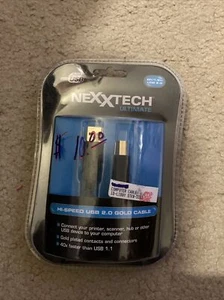 NEXXTECH
ULTIMATE
$ 10.00
HI-SPEED USB 2.0 GOLD CABLE
Connect your printer, scanner, hub or other
USB device to your computer
Gold plated contacts and connectors
40x faster than USB 1.1